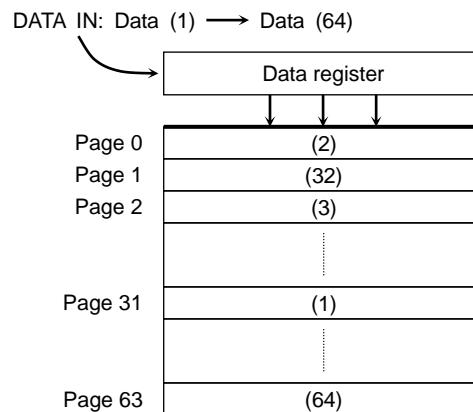 DATA IN: Data (1) Data (64)
Data register
Page 0 (2)
Page 1 (32)
Page 2 (3)
Page 31 (1)
Page 63 (64)